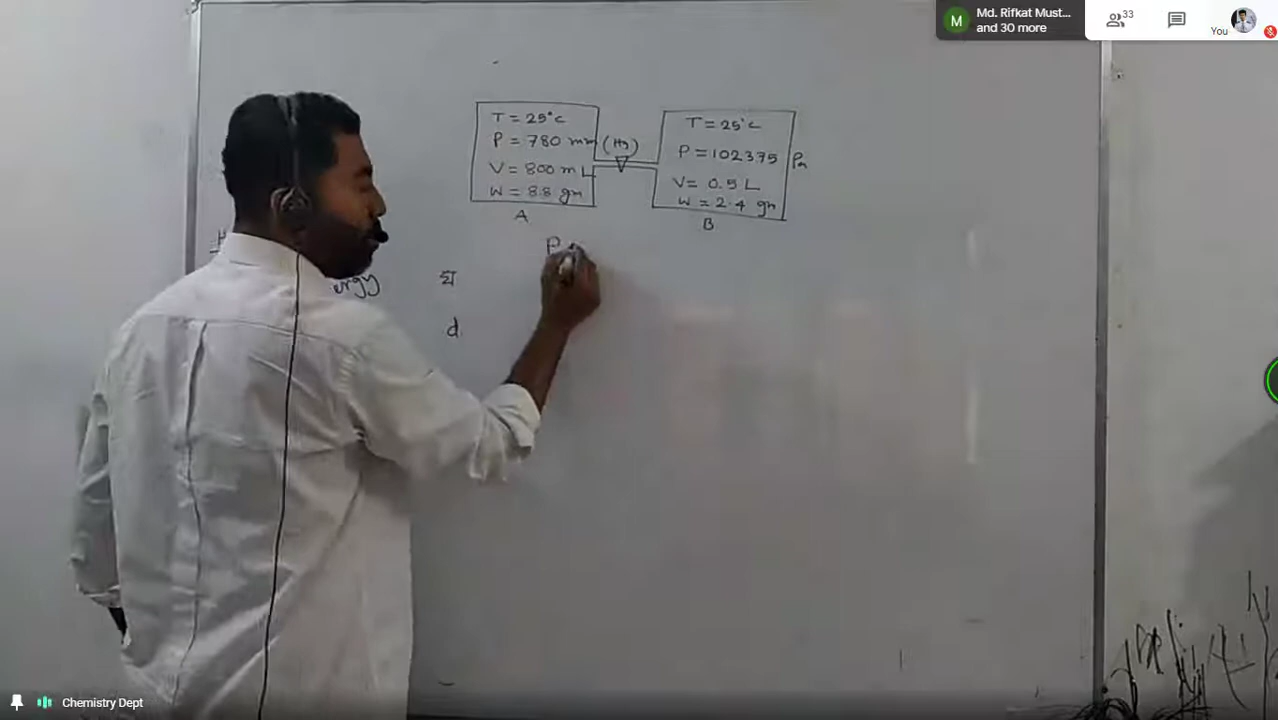 Md. Rifkat Must...
and 30 more
M
33
You
T = 25°C
P = 780 mm (Hg)
V = 800 mL
W = 8.8 gm
A
T = 25°C
P = 102375 Pa
V = 0.5 L
W = 2.4 gm
B
P
ঘ
d
Chemistry Dept